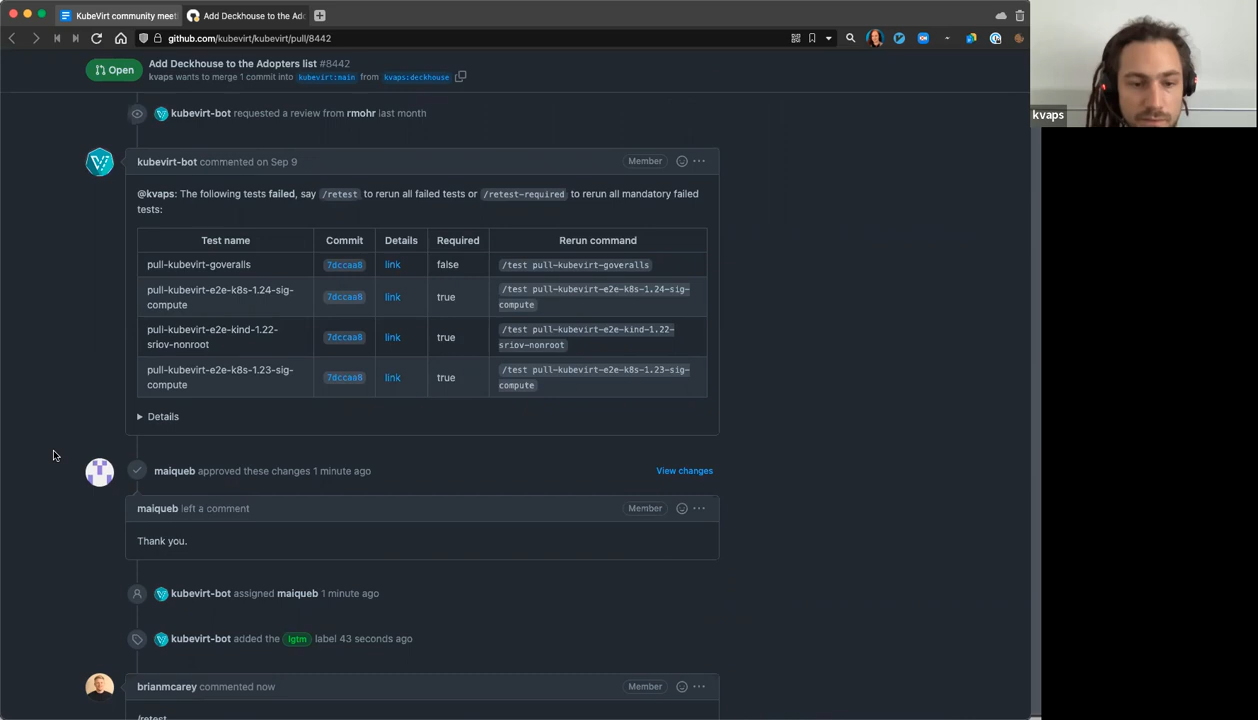 KubeVirt community meeti
Add Deckhouse to the Ado
github.com/kubevirt/kubevirt/pull/8442
Open
Add Deckhouse to the Adopters list #8442
kvaps wants to merge 1 commit into kubevirt:main from kvaps:deckhouse
kubevirt-bot requested a review from rmohr last month
kubevirt-bot commented on Sep 9
Member
@kvaps: The following tests failed, say /retest to rerun all failed tests or /retest-required to rerun all mandatory failed
tests:
Test name Commit Details Required Rerun command
pull-kubevirt-goveralls 7dccaa8 link false /test pull-kubevirt-goveralls
pull-kubevirt-e2e-k8s-1.24-sig-
compute
7dccaa8 link true
/test pull-kubevirt-e2e-k8s-1.24-sig-
compute
pull-kubevirt-e2e-kind-1.22-
sriov-nonroot
7dccaa8 link true
/test pull-kubevirt-e2e-kind-1.22-
sriov-nonroot
pull-kubevirt-e2e-k8s-1.23-sig-
compute
7dccaa8 link true
/test pull-kubevirt-e2e-k8s-1.23-sig-
compute
Details
maiqueb approved these changes 1 minute ago
View changes
maiqueb left a comment
Member
Thank you.
kubevirt-bot assigned maiqueb 1 minute ago
kubevirt-bot added the lgtm label 43 seconds ago
brianmcarey commented now
Member
/retest
kvaps